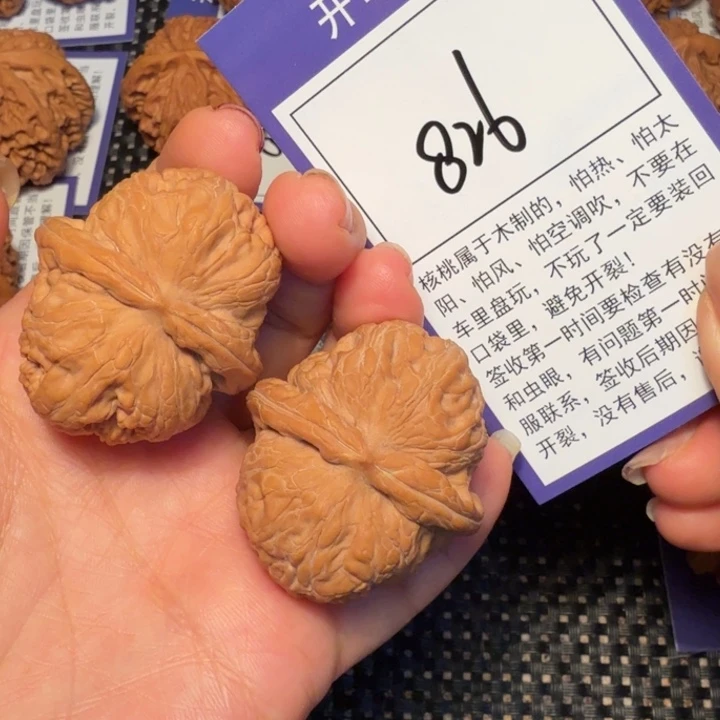 开
核桃属于木制的，怕热、怕太
阳、怕风、怕空调吹，不要在
车里盘玩，不玩了一定要装回
口袋里，避免开裂！
签收第一时间要检查有没有
和虫眼，有问题第一时
服联系，签收后期因
开裂，没有售后，